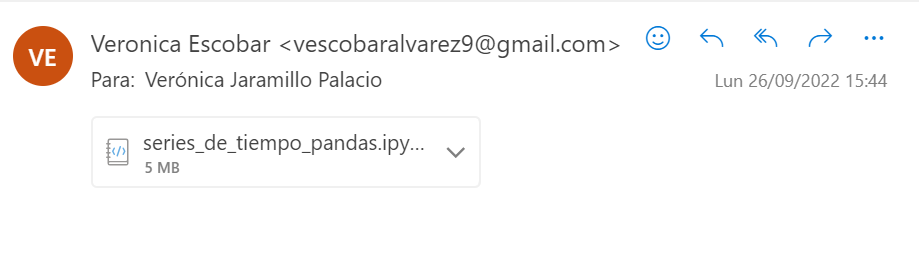 VE
Veronica Escobar <vescobaralvarez9@gmail.com>
Para: Verónica Jaramillo Palacio
Lun 26/09/2022 15:44
series_de_tiempo_pandas.ipy...
5 MB